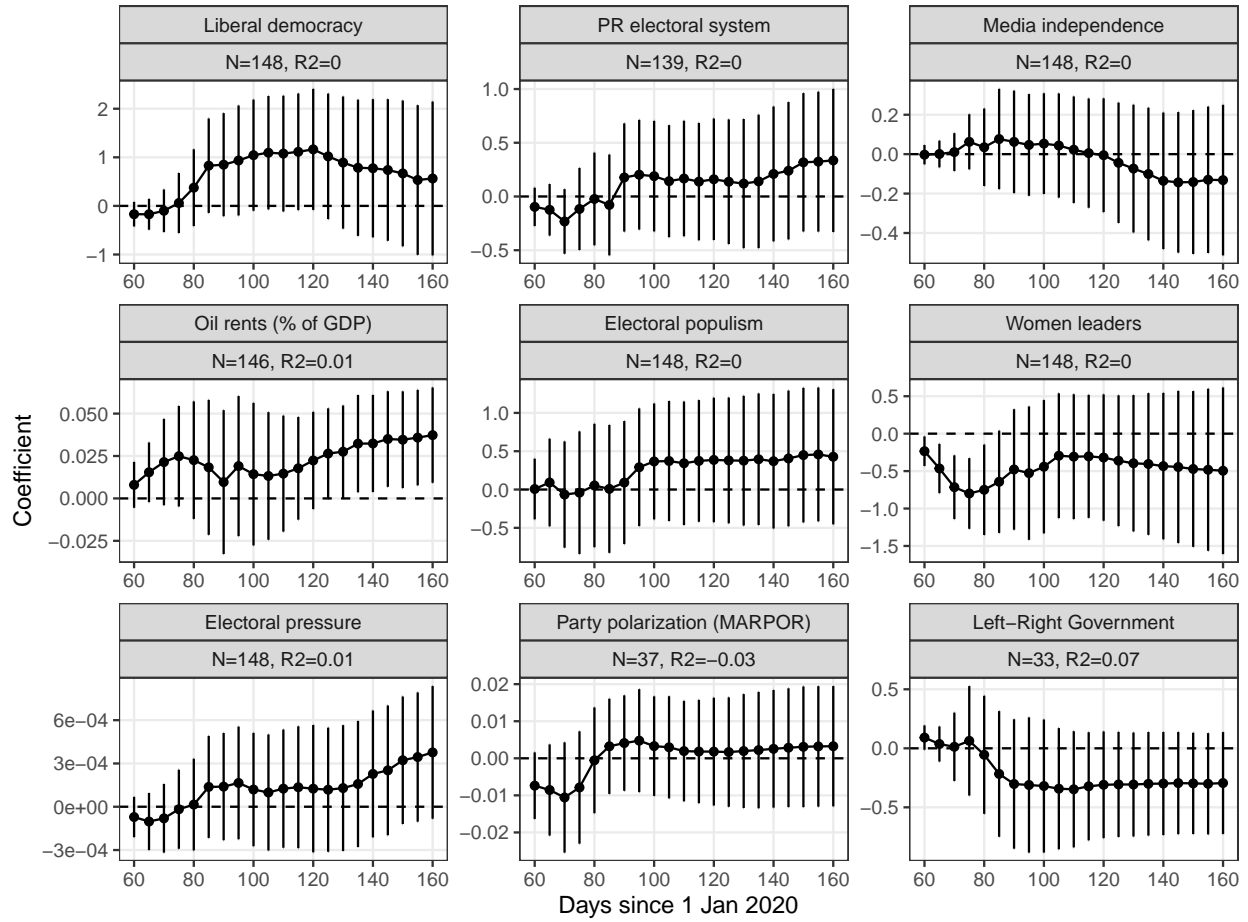 Liberal democracy
N=148, R2=0
2
1
0
−1
60 80 100 120 140 160
PR electoral system
N=139, R2=0
1.0
0.5
0.0
−0.5
60 80 100 120 140 160
Media independence
N=148, R2=0
0.2
0.0
−0.2
−0.4
60 80 100 120 140 160
Oil rents (% of GDP)
N=146, R2=0.01
0.050
0.025
0.000
−0.025
60 80 100 120 140 160
Electoral populism
N=148, R2=0
1.0
0.5
0.0
−0.5
60 80 100 120 140 160
Women leaders
N=148, R2=0
0.5
0.0
−0.5
−1.0
−1.5
60 80 100 120 140 160
Electoral pressure
N=148, R2=0.01
6e−04
3e−04
0e+00
−3e−04
60 80 100 120 140 160
Party polarization (MARPOR)
N=37, R2=−0.03
0.02
0.01
0.00
−0.01
−0.02
60 80 100 120 140 160
Left−Right Government
N=33, R2=0.07
0.5
0.0
−0.5
60 80 100 120 140 160
Coefficient
Days since 1 Jan 2020